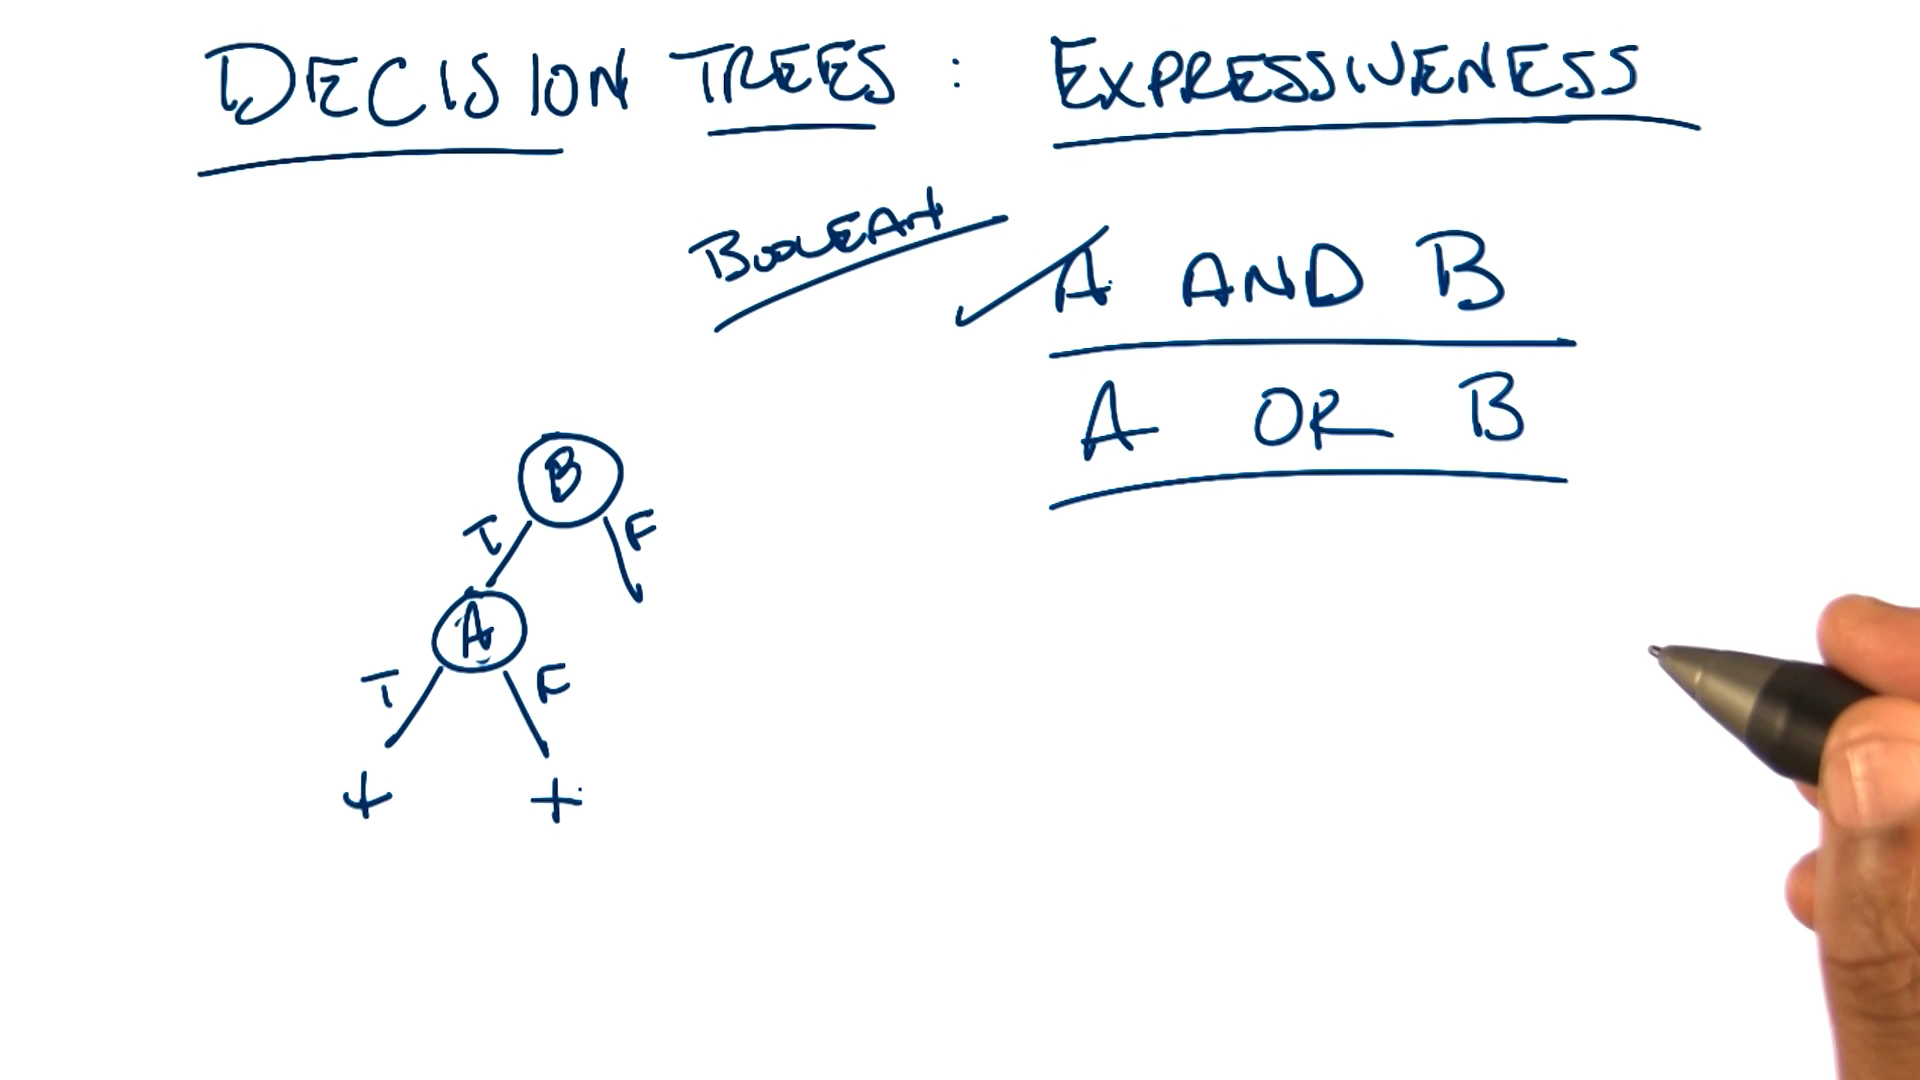 DECISION TREES : EXPRESSIVENESS
BOOLEAN
A AND B
A OR B
B
T F
A
T F
+ +